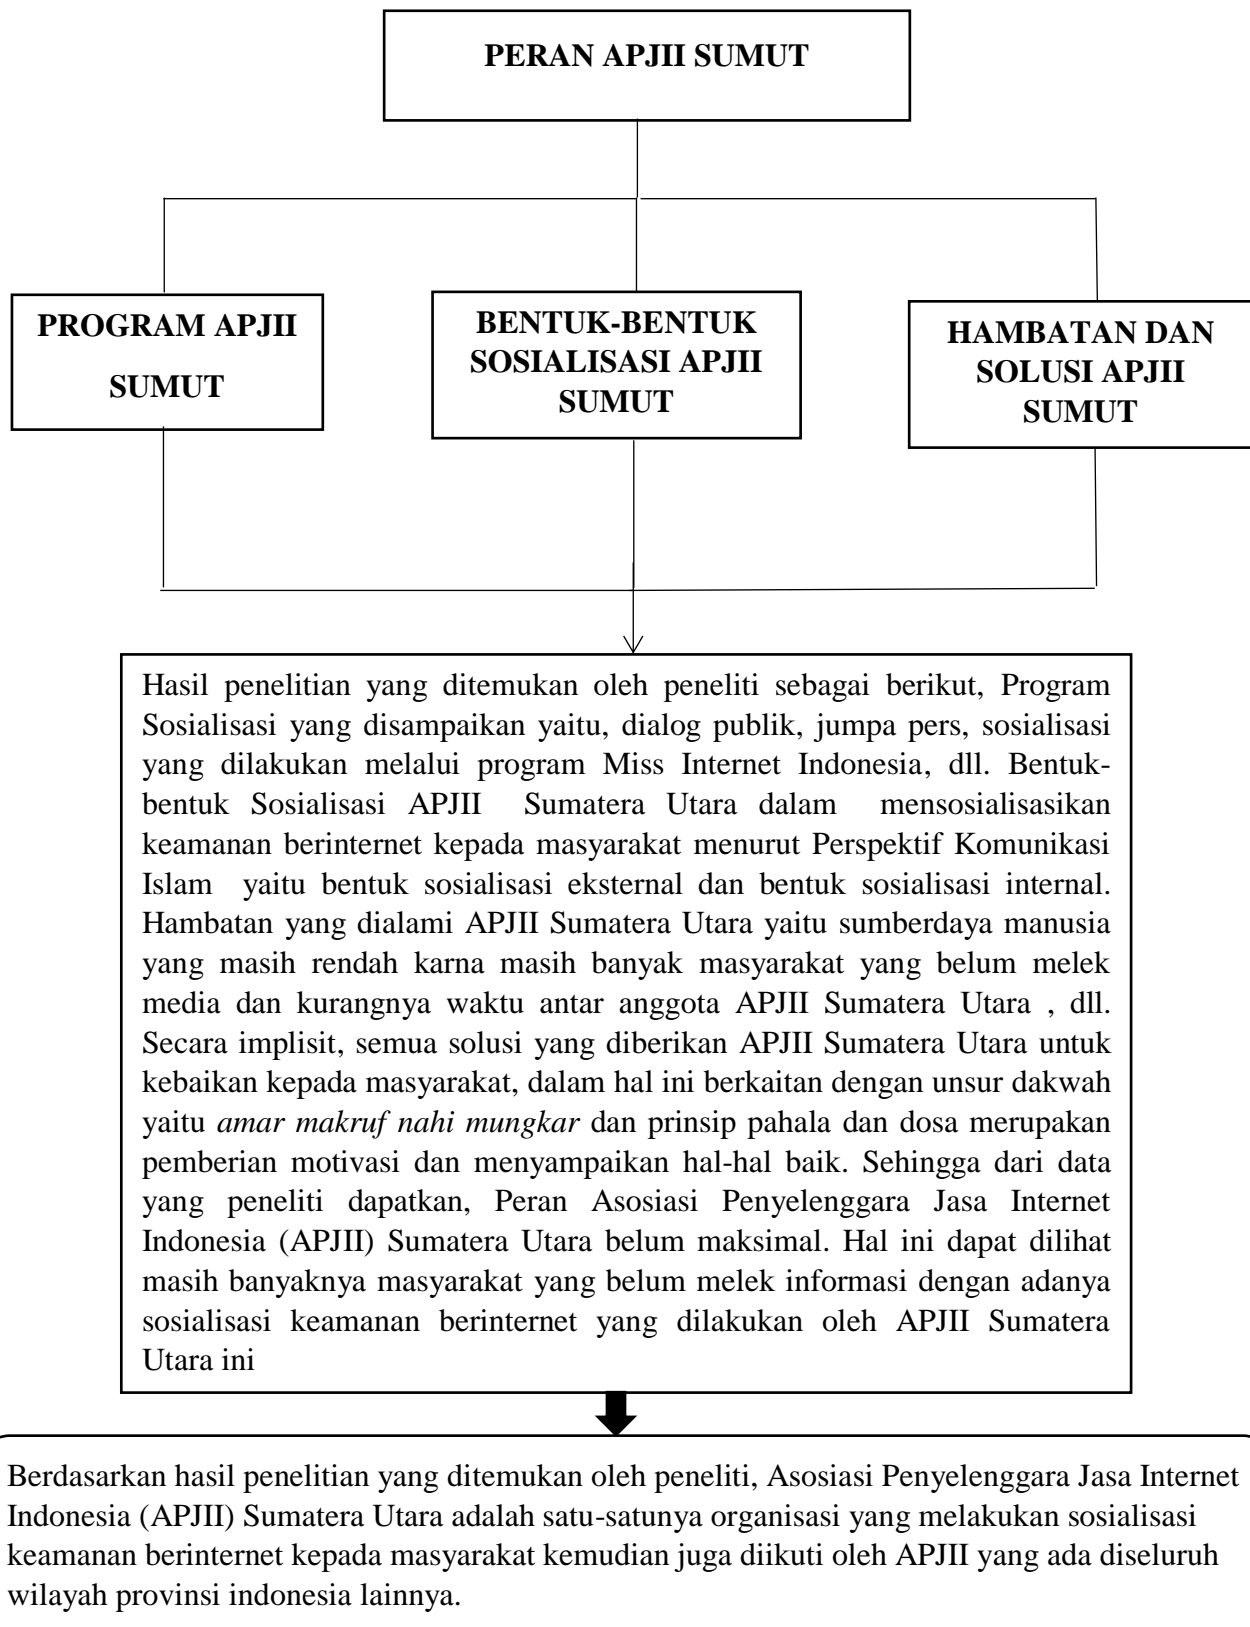 PERAN APJII SUMUT
PROGRAM APJII
SUMUT
BENTUK-BENTUK
SOSIALISASI APJII
SUMUT
HAMBATAN DAN
SOLUSI APJII
SUMUT
Hasil penelitian yang ditemukan oleh peneliti sebagai berikut, Program
Sosialisasi yang disampaikan yaitu, dialog publik, jumpa pers, sosialisasi
yang dilakukan melalui program Miss Internet Indonesia, dll. Bentuk-
bentuk Sosialisasi APJII Sumatera Utara dalam mensosialisasikan
keamanan berinternet kepada masyarakat menurut Perspektif Komunikasi
Islam yaitu bentuk sosialisasi eksternal dan bentuk sosialisasi internal.
Hambatan yang dialami APJII Sumatera Utara yaitu sumberdaya manusia
yang masih rendah karna masih banyak masyarakat yang belum melek
media dan kurangnya waktu antar anggota APJII Sumatera Utara , dll.
Secara implisit, semua solusi yang diberikan APJII Sumatera Utara untuk
kebaikan kepada masyarakat, dalam hal ini berkaitan dengan unsur dakwah
yaitu amar makruf nahi mungkar dan prinsip pahala dan dosa merupakan
pemberian motivasi dan menyampaikan hal-hal baik. Sehingga dari data
yang peneliti dapatkan, Peran Asosiasi Penyelenggara Jasa Internet
Indonesia (APJII) Sumatera Utara belum maksimal. Hal ini dapat dilihat
masih banyaknya masyarakat yang belum melek informasi dengan adanya
sosialisasi keamanan berinternet yang dilakukan oleh APJII Sumatera
Utara ini
Berdasarkan hasil penelitian yang ditemukan oleh peneliti, Asosiasi Penyelenggara Jasa Internet
Indonesia (APJII) Sumatera Utara adalah satu-satunya organisasi yang melakukan sosialisasi
keamanan berinternet kepada masyarakat kemudian juga diikuti oleh APJII yang ada diseluruh
wilayah provinsi indonesia lainnya.